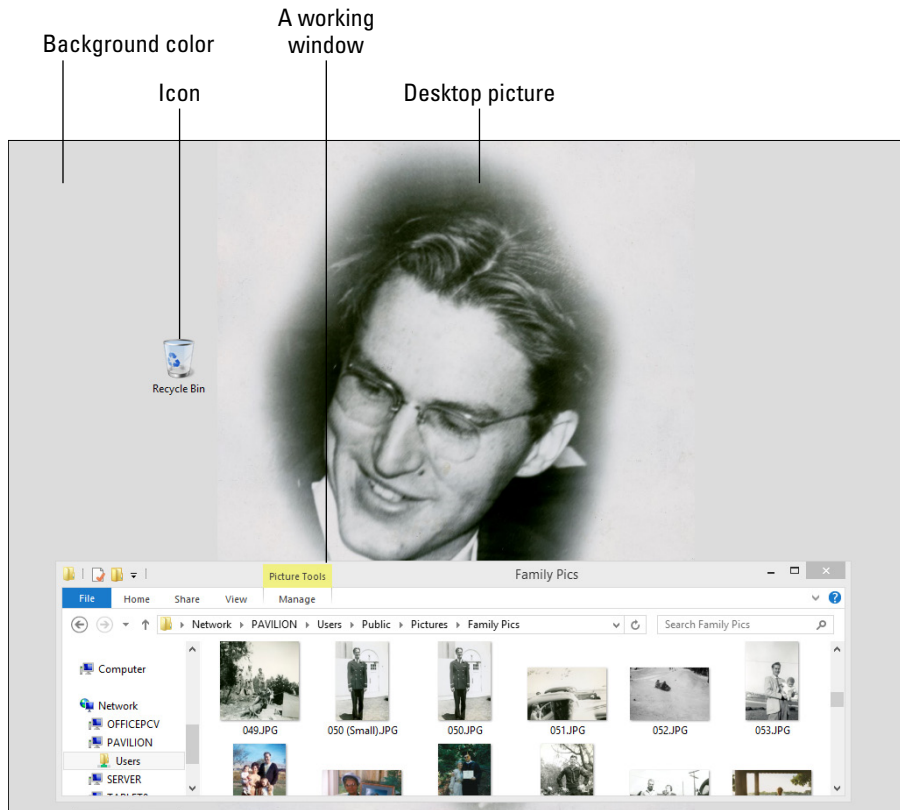 A working
window
Background color
Icon
Desktop picture
Recycle Bin
Picture Tools
Family Pics
File Home Share View Manage
Network PAVILION Users Public Pictures Family Pics
Search Family Pics
Computer
Network
OFFICEPCV
PAVILION
Users
SERVER
049.JPG 050 (Small).JPG 050.JPG 051.JPG 052.JPG 053.JPG